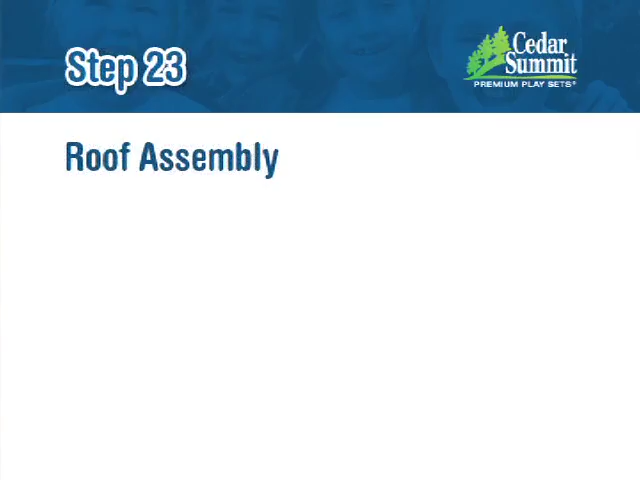 Step 23
Cedar
Summit
PREMIUM PLAY SETS®
Roof Assembly